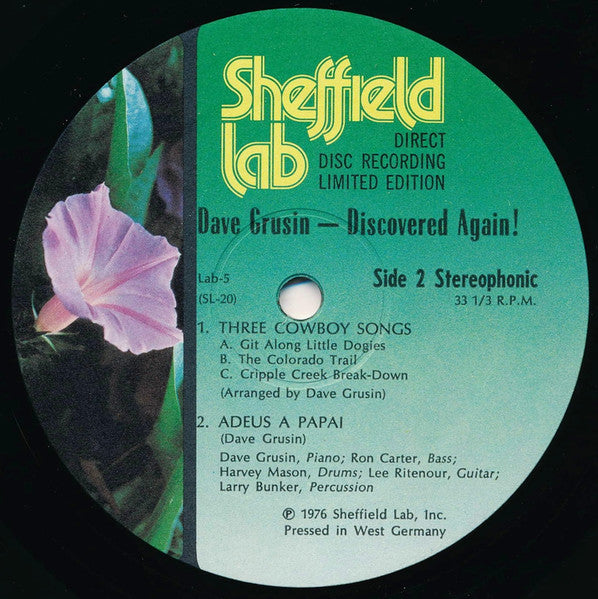 Sheffield
Lab
DIRECT
DISC RECORDING
LIMITED EDITION
Dave Grusin — Discovered Again!
Lab-5
(SL-20)
Side 2 Stereophonic
33 1/3 R.P.M.
1. THREE COWBOY SONGS
A. Git Along Little Dogies
B. The Colorado Trail
C. Cripple Creek Break-Down
(Arranged by Dave Grusin)
2. ADEUS A PAPAI
(Dave Grusin)
Dave Grusin, Piano; Ron Carter, Bass;
Harvey Mason, Drums; Lee Ritenour, Guitar;
Larry Bunker, Percussion
℗ 1976 Sheffield Lab, Inc.
Pressed in West Germany